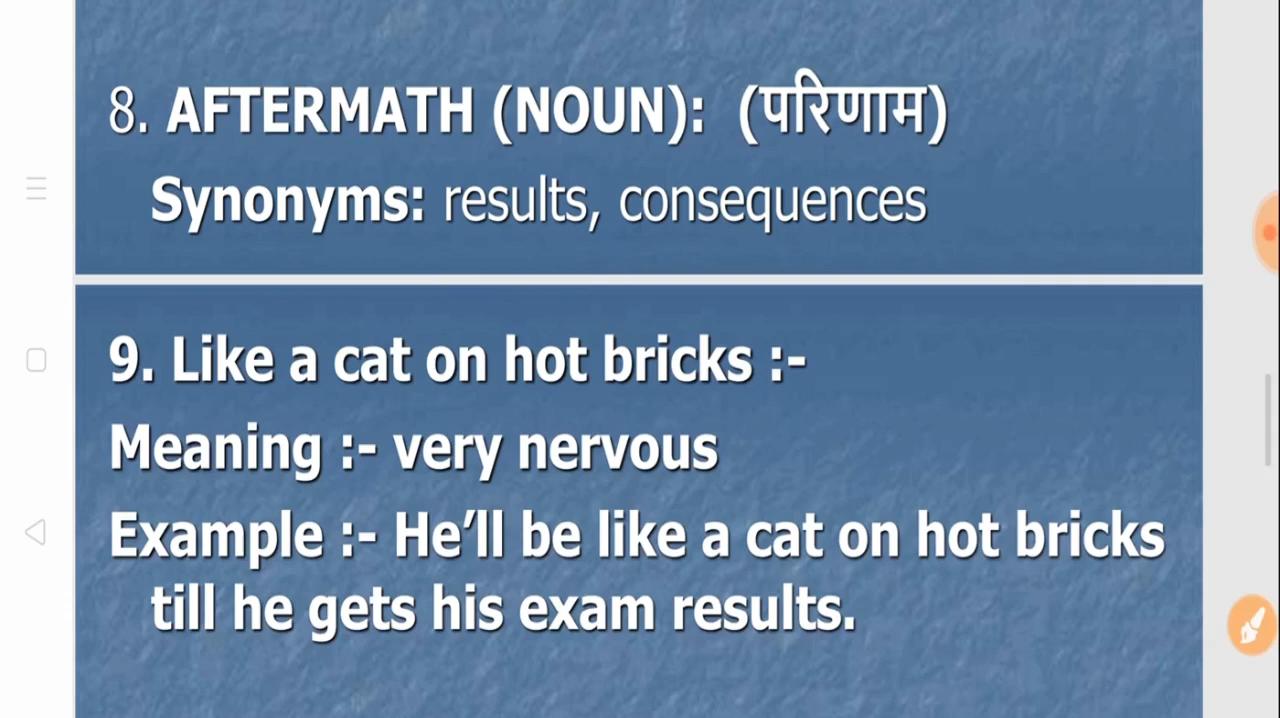 8. AFTERMATH (NOUN): (परिणाम)
Synonyms: results, consequences
9. Like a cat on hot bricks :-
Meaning :- very nervous
Example :- He’ll be like a cat on hot bricks
till he gets his exam results.